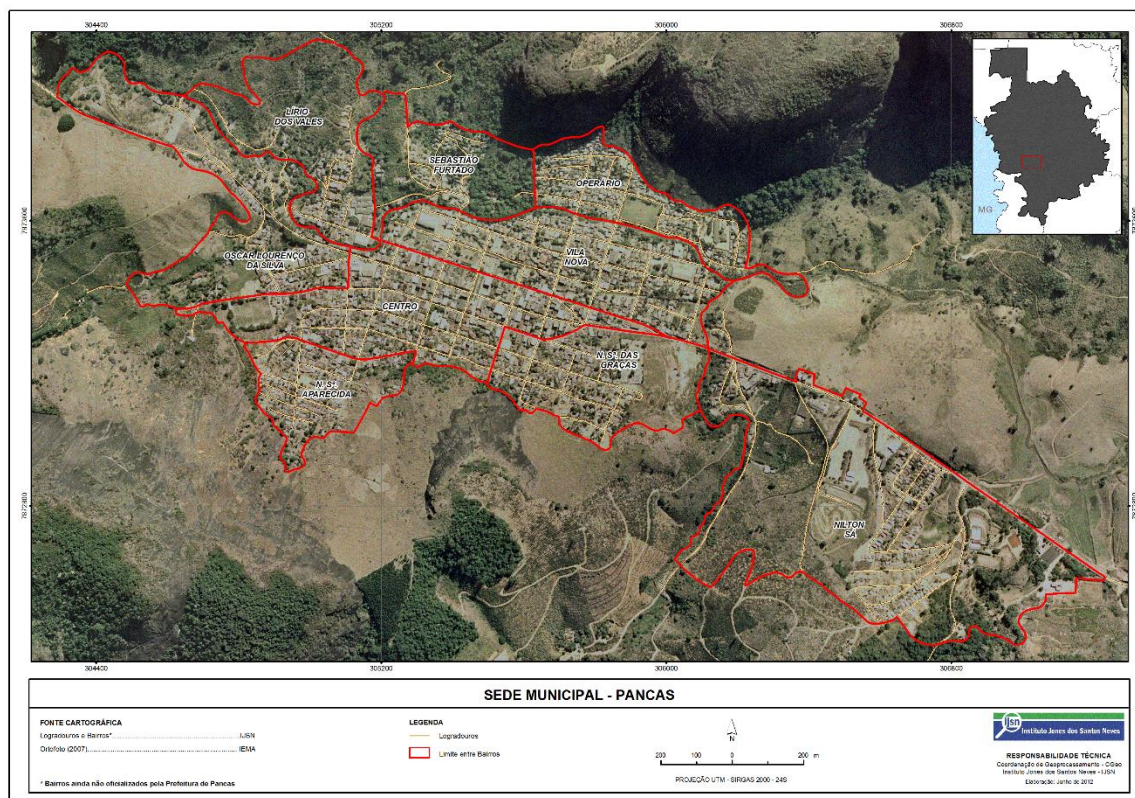 304400
305200
306000
306800
MG
LÍRIO
DOS VALES
SEBASTIÃO
FURTADO
OPERÁRIO
OSCAR LOURENÇO
DA SILVA
VILA
NOVA
CENTRO
N. Sª. DAS
GRAÇAS
N. Sª.
APARECIDA
NILTON
SÁ
304400
305200
306000
306800
SEDE MUNICIPAL - PANCAS
FONTE CARTOGRÁFICA
Logradouros e Bairros* IJSN
Ortofoto (2007) IEMA
* Bairros ainda não oficializados pela Prefeitura de Pancas
LEGENDA
Logradouros
Limite entre Bairros
N
200 100 0 200 m
PROJEÇÃO UTM - SIRGAS 2000 - 24S
ijsn
Instituto Jones dos Santos Neves
RESPONSABILIDADE TÉCNICA
Coordenação de Geoprocessamento - CGeo
Instituto Jones dos Santos Neves - IJSN
Elaboração: Junho de 2012